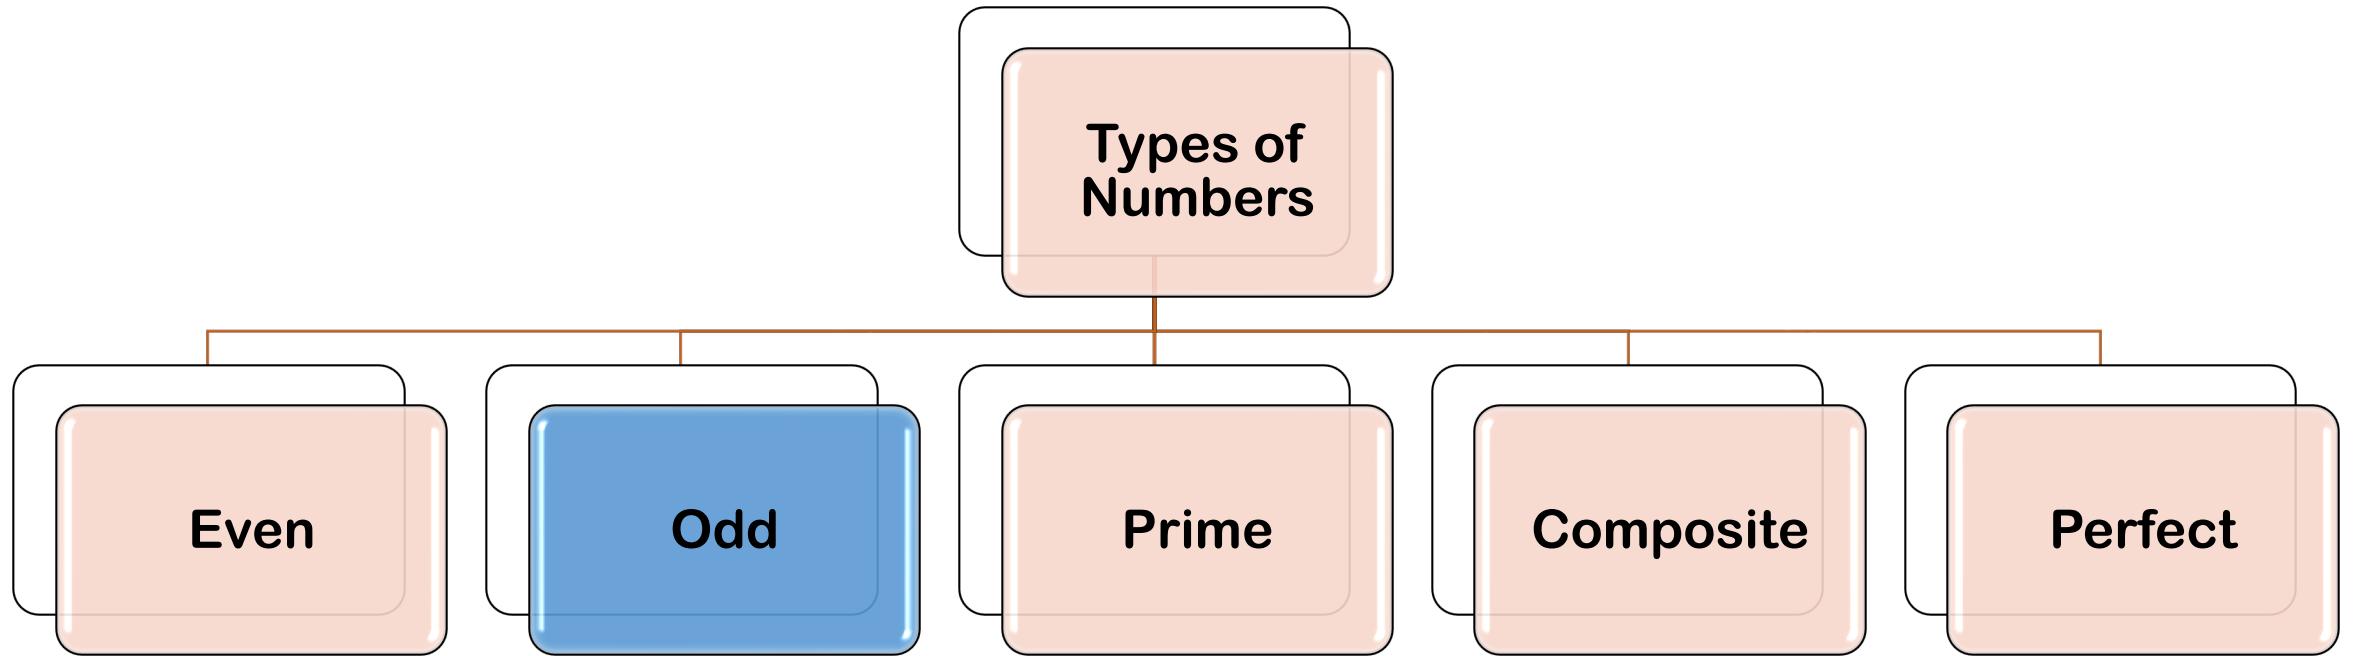 Types of
Numbers
Even
Odd
Prime
Composite
Perfect